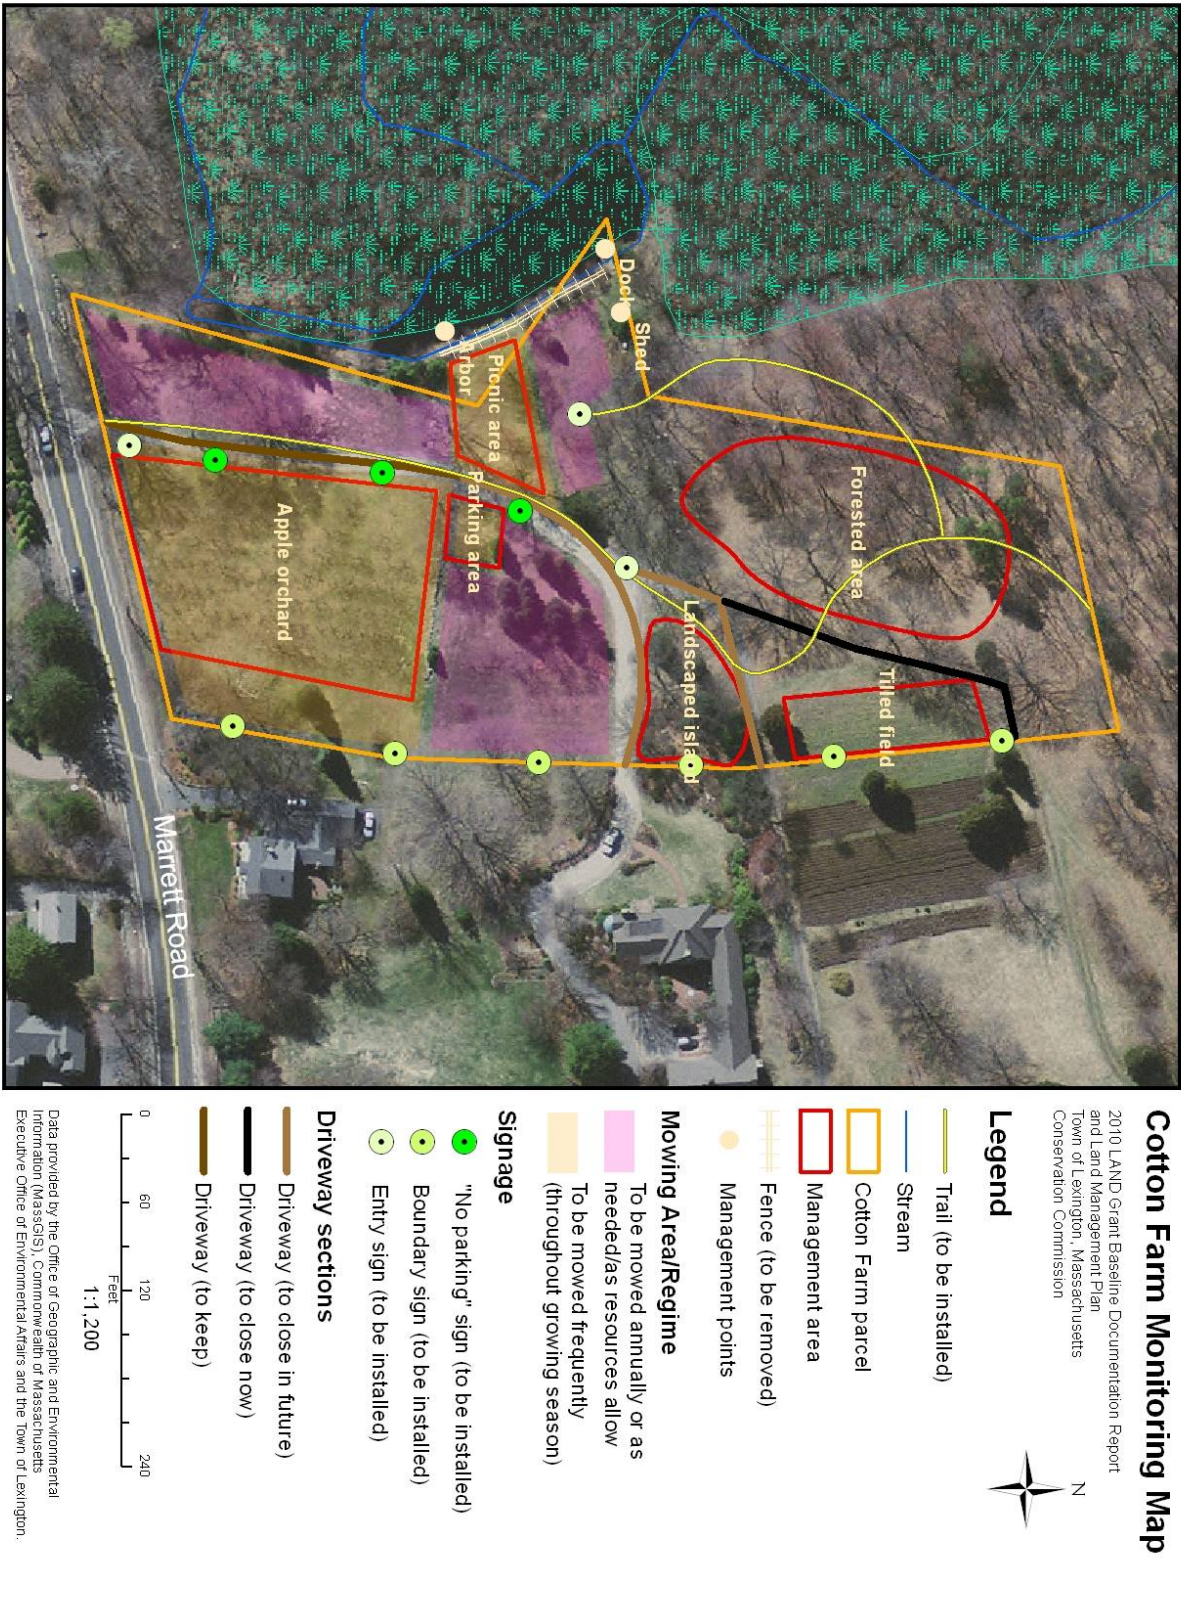 Cotton Farm Monitoring Map
2010 LAND Grant Baseline Documentation Report
and Land Management Plan
Town of Lexington, Massachusetts
Conservation Commission
N
Legend
Trail (to be installed)
Stream
Cotton Farm parcel
Management area
Fence (to be removed)
Management points
Mowing Area/Regime
To be mowed annually or as
needed/as resources allow
To be mowed frequently
(throughout growing season)
Signage
"No parking" sign (to be installed)
Boundary sign (to be installed)
Entry sign (to be installed)
Driveway sections
Driveway (to close in future)
Driveway (to close now)
Driveway (to keep)
0 60 120 240
Feet
1:1,200
Data provided by the Office of Geographic and Environmental
Information (MassGIS), Commonwealth of Massachusetts
Executive Office of Environmental Affairs and the Town of Lexington.
Forested area
Tilled field
Landscaped island
Dock
Shed
Picnic area
Arbor
Parking area
Apple orchard
Marrett Road